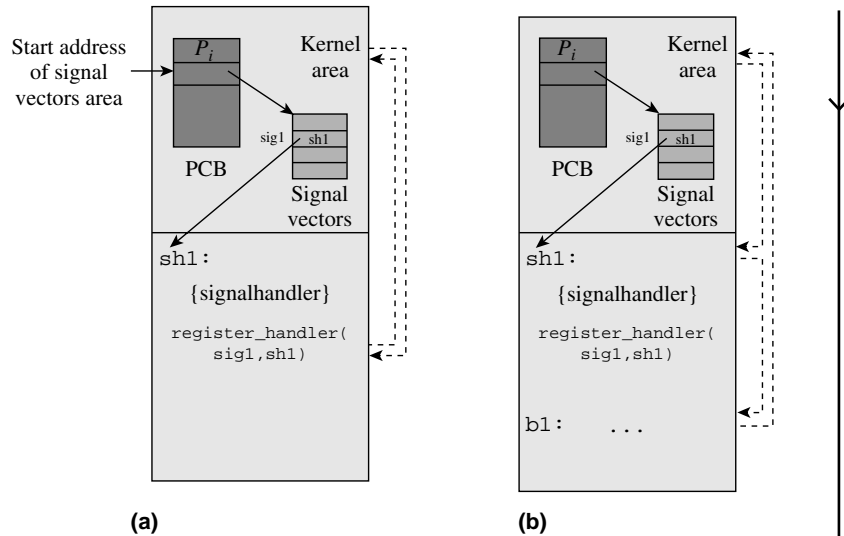 Start address
of signal
vectors area
P_i
Kernel
area
sig1
sh1
PCB
Signal
vectors
sh1:
{signalhandler}
register_handler(
sig1,sh1)
(a)
P_i
Kernel
area
sig1
sh1
PCB
Signal
vectors
sh1:
{signalhandler}
register_handler(
sig1,sh1)
b1: ...
(b)